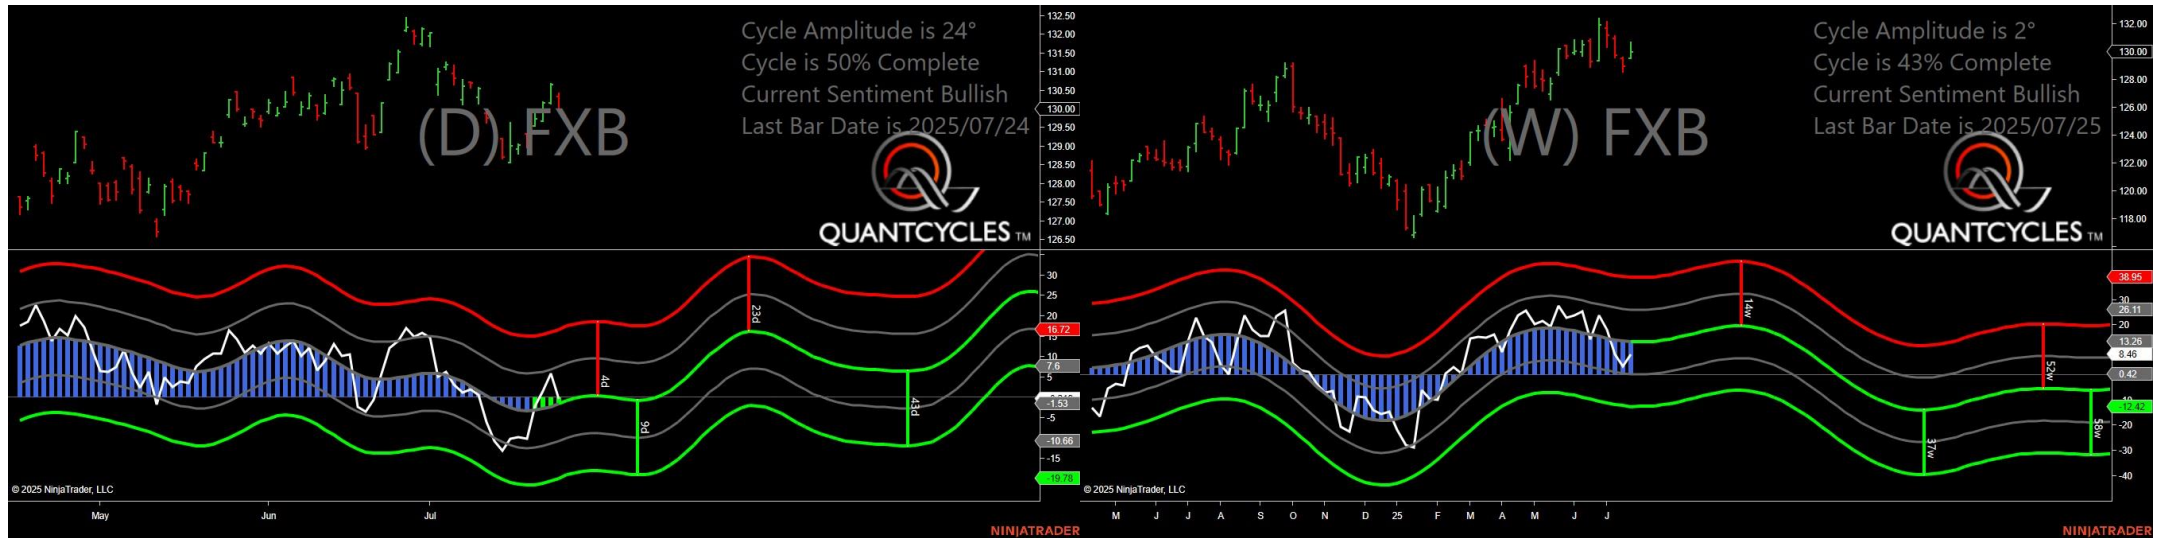 (D) FXB
Cycle Amplitude is 24°
Cycle is 50% Complete
Current Sentiment Bullish
Last Bar Date is 2025/07/24
QUANTCYCLES TM
132.50
132.00
131.50
131.00
130.50
130.00
129.50
129.00
128.50
128.00
127.50
127.00
126.50
4d
9d
23d
43d
30
25
20
16.72
15
10
7.6
5
-1.53
-5
-10.66
-15
-19.78
© 2025 NinjaTrader, LLC
May
Jun
Jul
NINJATRADER
(W) FXB
Cycle Amplitude is 2°
Cycle is 43% Complete
Current Sentiment Bullish
Last Bar Date is 2025/07/25
QUANTCYCLES TM
132.00
130.00
128.00
126.00
124.00
122.00
120.00
118.00
14w
37w
52w
58w
38.95
30
26.11
20
13.26
8.46
0.42
-12.42
-20
-30
-40
© 2025 NinjaTrader, LLC
M
J
J
A
S
O
N
D
25
F
M
A
M
J
J
NINJATRADER